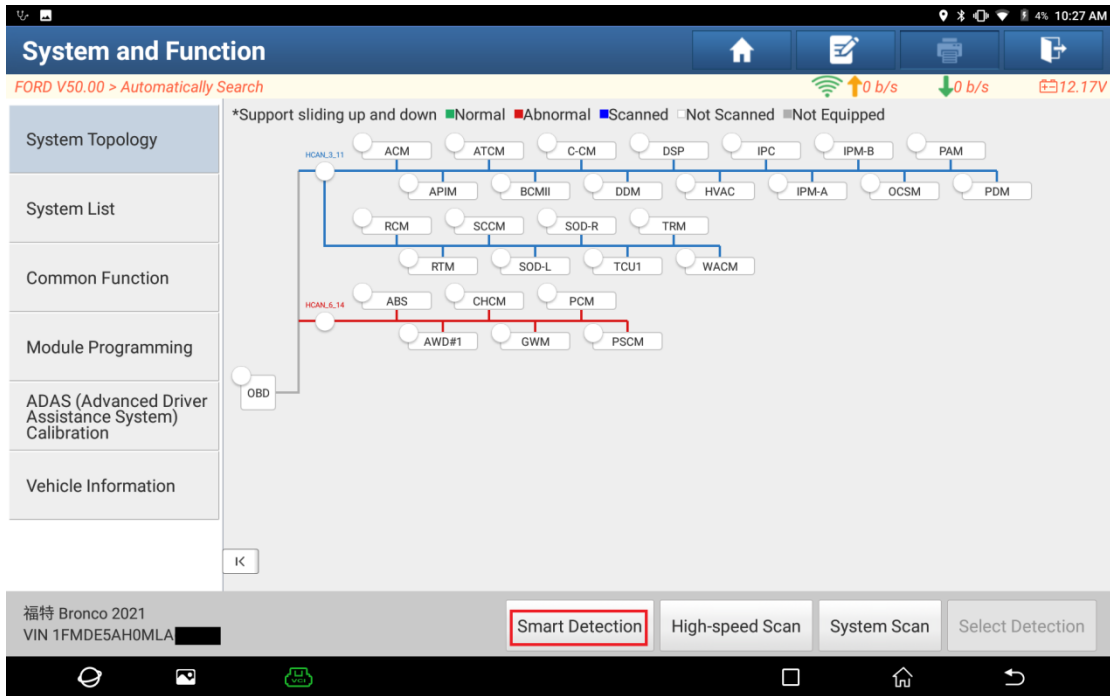 4% 10:27 AM
System and Function
FORD V50.00 > Automatically Search
0 b/s
0 b/s
12.17V
System Topology
System List
Common Function
Module Programming
ADAS (Advanced Driver
Assistance System)
Calibration
Vehicle Information
*Support sliding up and down Normal Abnormal Scanned Not Scanned Not Equipped
HCAN_3_11
ACM ATCM C-CM DSP IPC IPM-B PAM
APIM BCMII DDM HVAC IPM-A OCSM PDM
RCM SCCM SOD-R TRM
RTM SOD-L TCU1 WACM
HCAN_6_14
ABS CHCM PCM
AWD#1 GWM PSCM
OBD
福特 Bronco 2021
VIN 1FMDE5AH0MLA
Smart Detection
High-speed Scan
System Scan
Select Detection
VCI